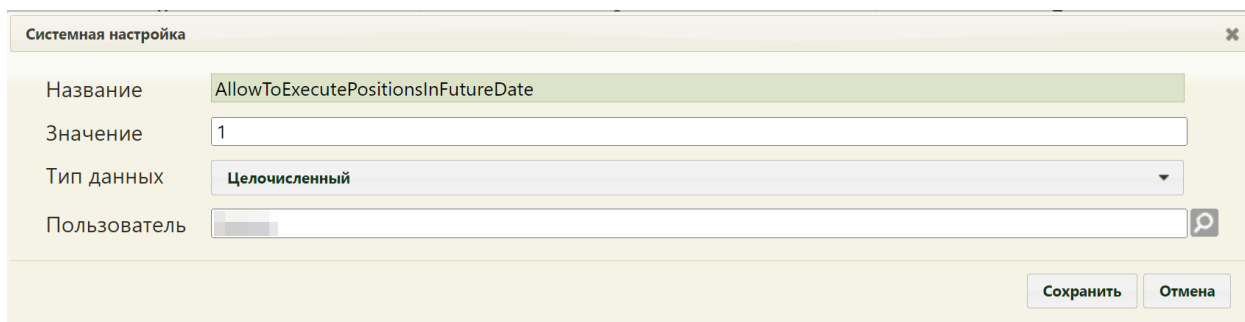 Системная настройка
Название AllowToExecutePositionsInFutureDate
Значение 1
Тип данных Целочисленный
Пользователь
Сохранить Отмена